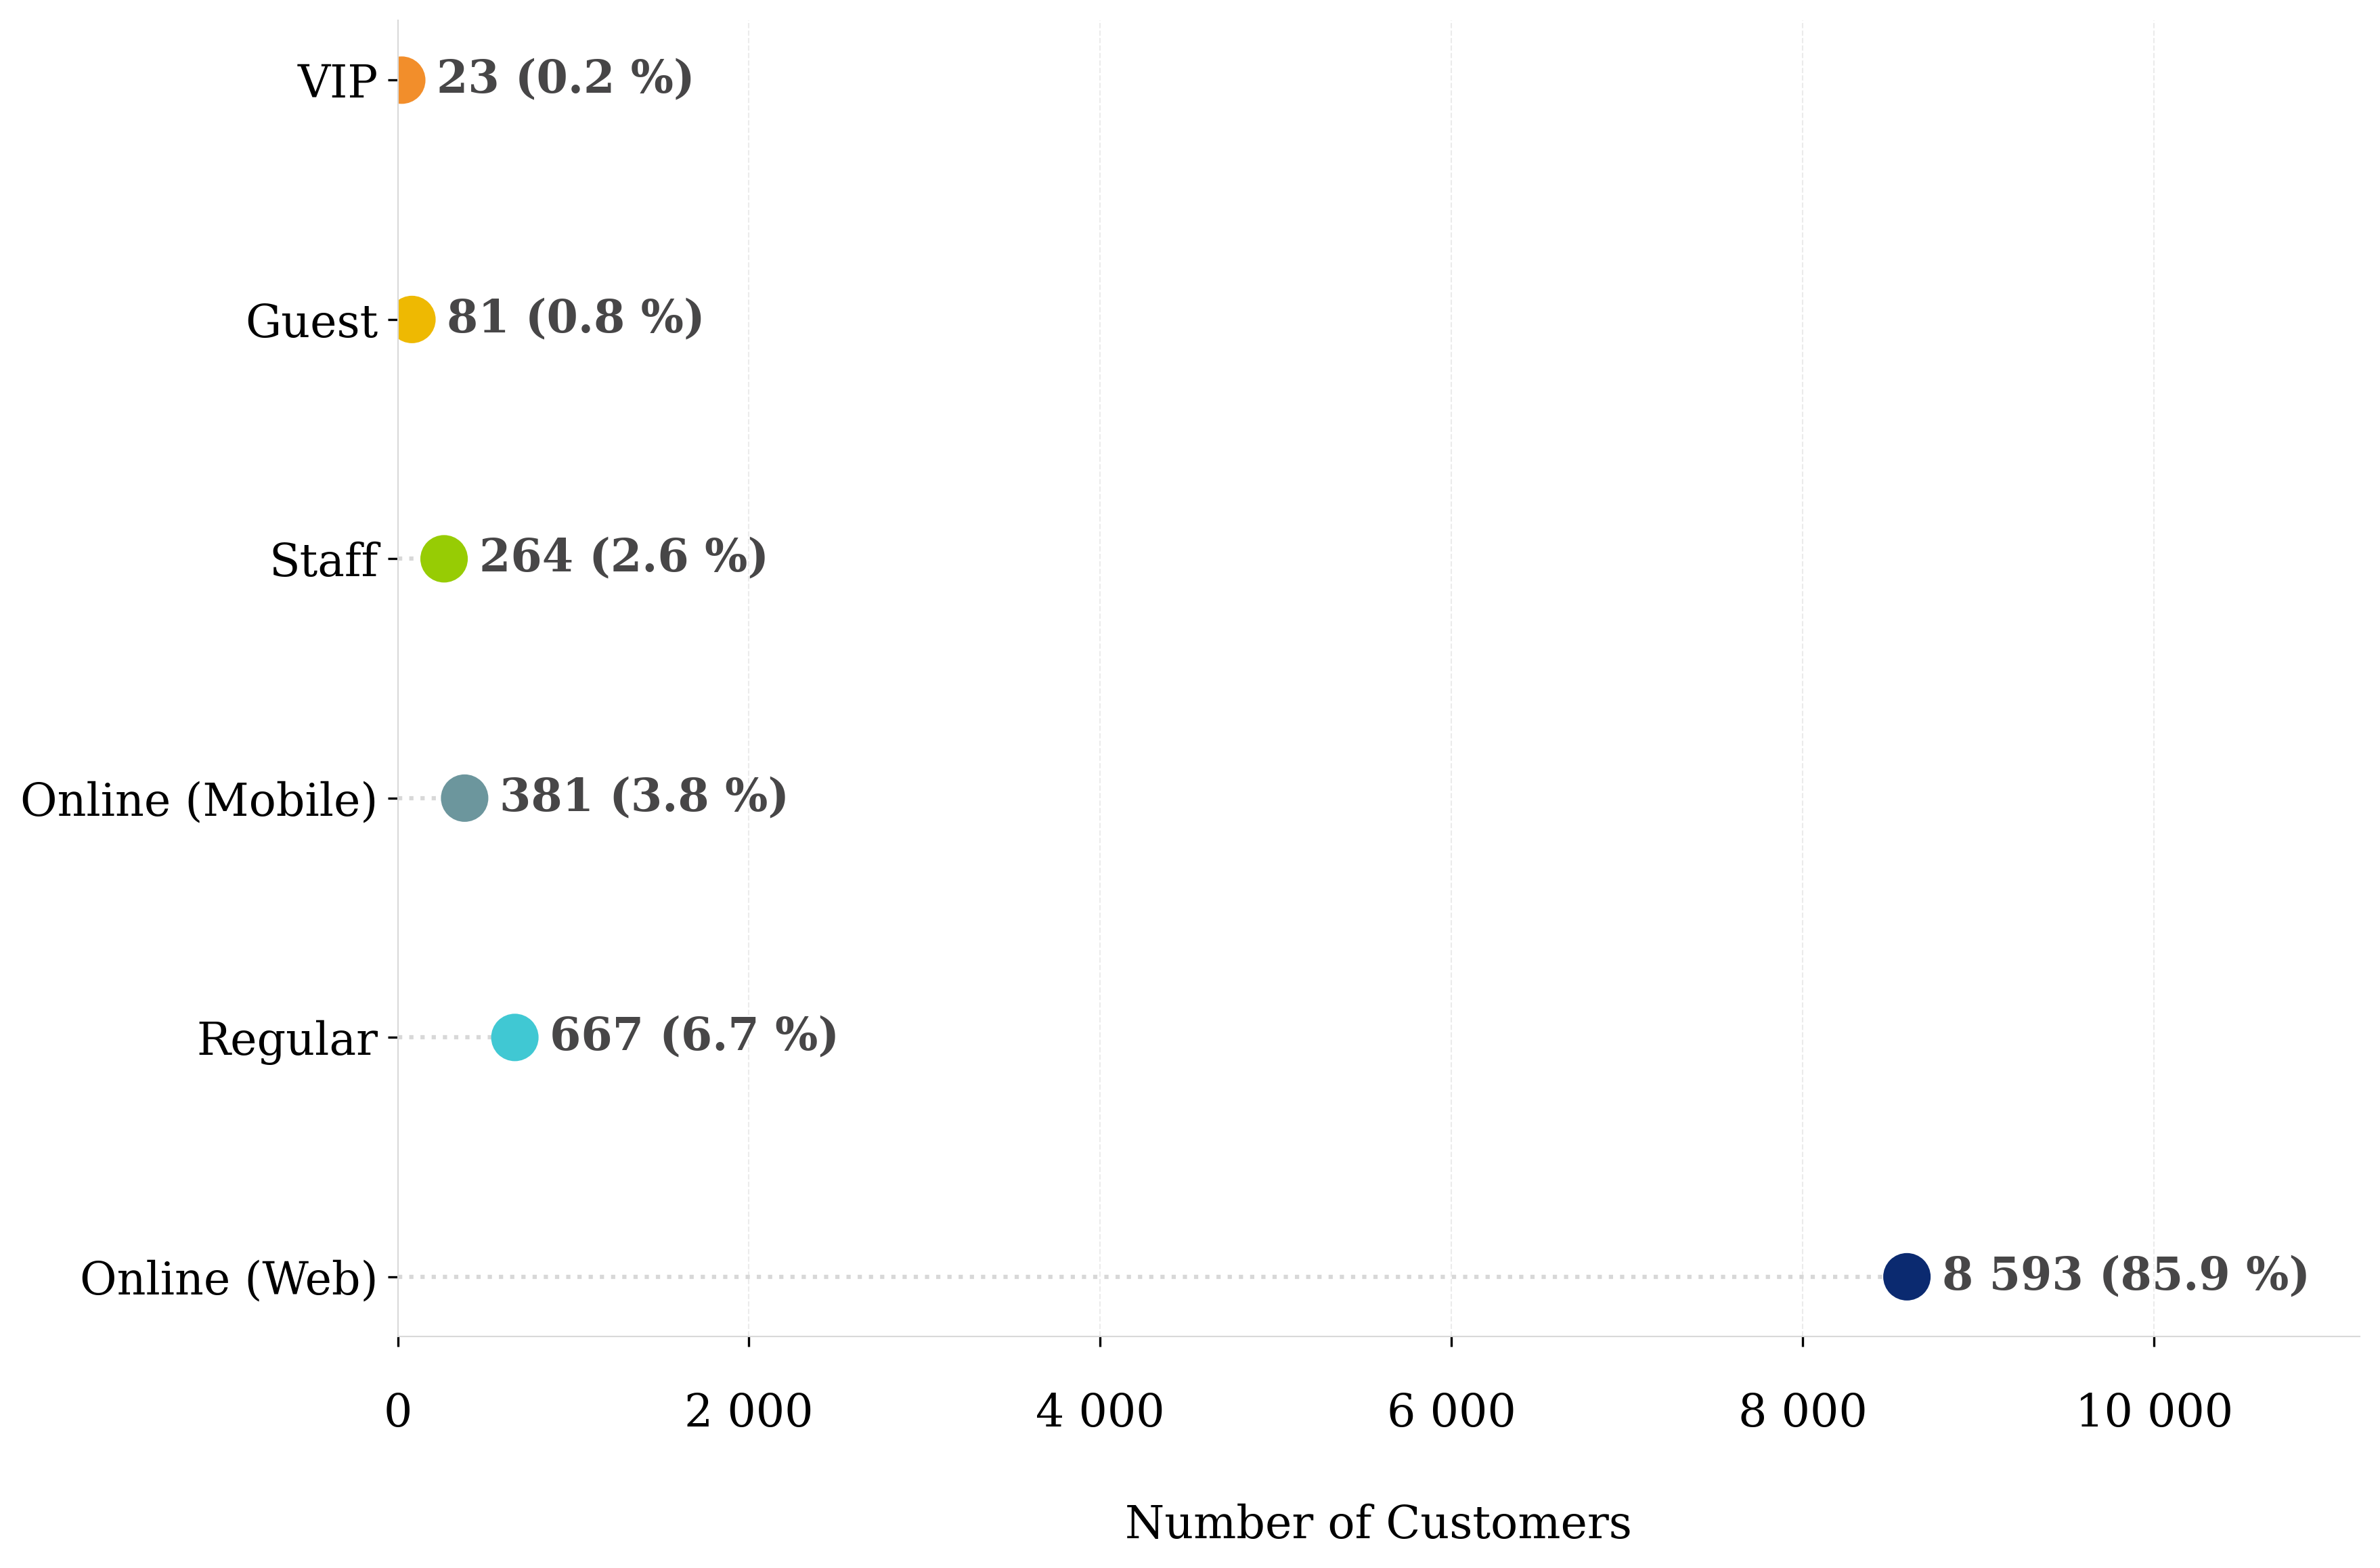 VIP 23 (0.2 %)
Guest 81 (0.8 %)
Staff 264 (2.6 %)
Online (Mobile) 381 (3.8 %)
Regular 667 (6.7 %)
Online (Web) 8 593 (85.9 %)
0 2 000 4 000 6 000 8 000 10 000
Number of Customers